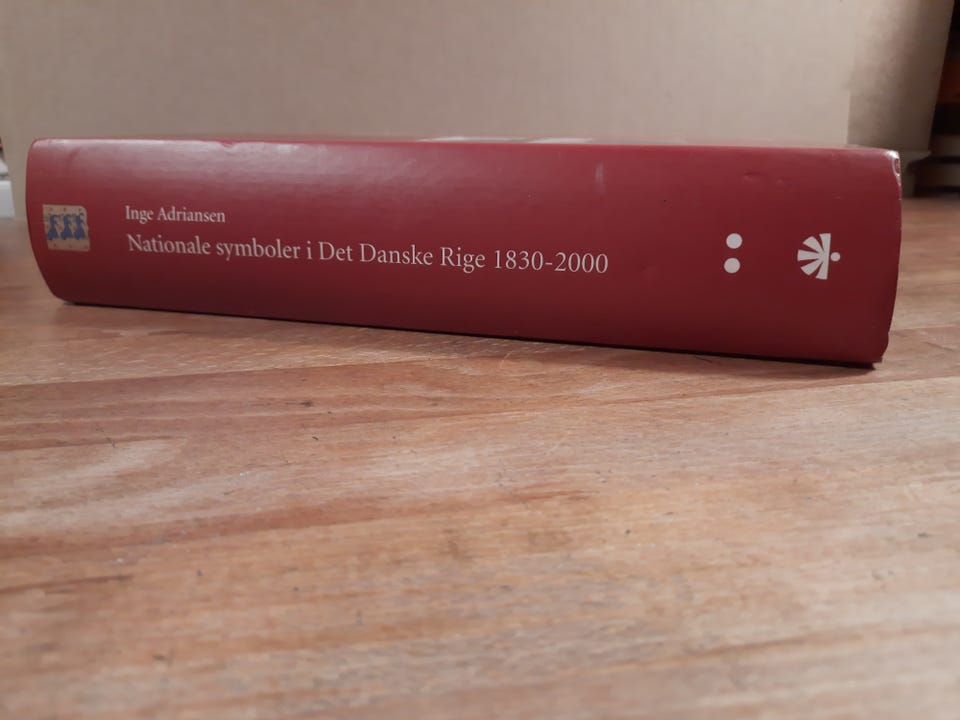 Inge Adriansen
Nationale symboler i Det Danske Rige 1830-2000